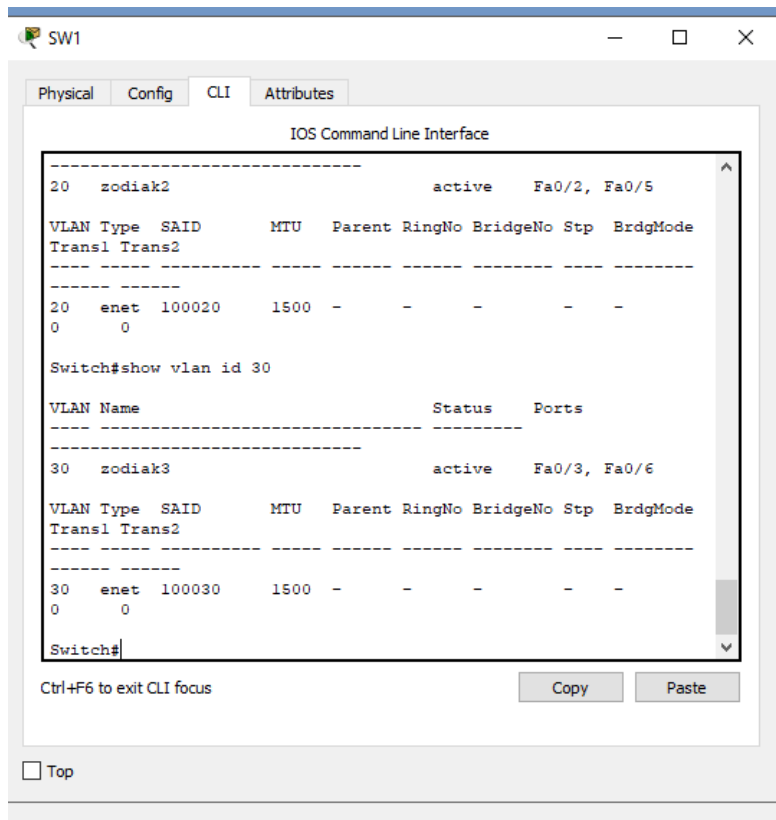 SW1
Physical Config CLI Attributes
IOS Command Line Interface
--------------------------------
20   zodiak2                          active    Fa0/2, Fa0/5
VLAN Type  SAID       MTU   Parent RingNo BridgeNo Stp  BrdgMode
Trans1 Trans2
---- ----- ---------- ----- ------ ------ -------- ---- --------
------ ------
20   enet  100020     1500  -      -      -        -    -
0      0
Switch#show vlan id 30
VLAN Name                             Status    Ports
---- -------------------------------- ---------
-------------------------------
30   zodiak3                          active    Fa0/3, Fa0/6
VLAN Type  SAID       MTU   Parent RingNo BridgeNo Stp  BrdgMode
Trans1 Trans2
---- ----- ---------- ----- ------ ------ -------- ---- --------
------ ------
30   enet  100030     1500  -      -      -        -    -
0      0
Switch#
Ctrl+F6 to exit CLI focus Copy Paste
Top